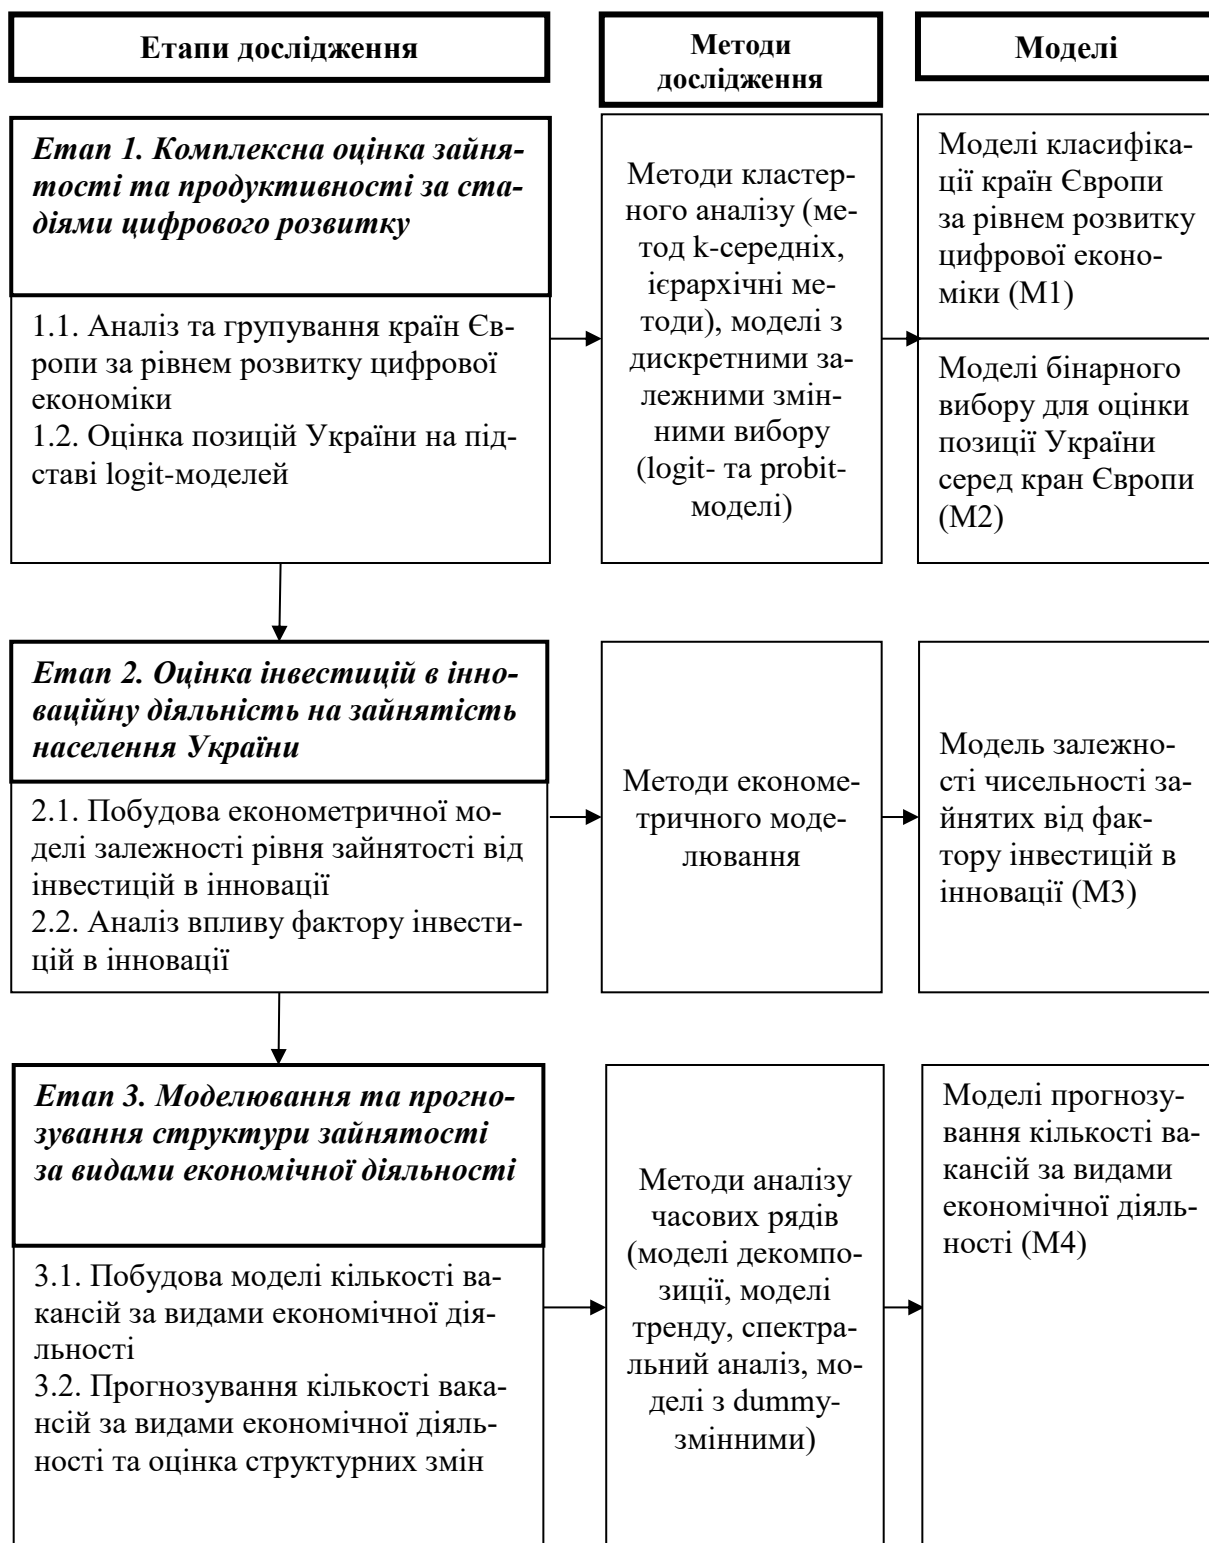 Етапи дослідження
Методи
дослідження
Моделі
Етап 1. Комплексна оцінка зайня-
тості та продуктивності за ста-
діями цифрового розвитку
1.1. Аналіз та групування країн Єв-
ропи за рівнем розвитку цифрової
економіки
1.2. Оцінка позицій України на під-
ставі logit-моделей
Методи кластер-
ного аналізу (ме-
тод k-середніх,
ієрархічні ме-
тоди), моделі з
дискретними за-
лежними змін-
ними вибору
(logit- та probit-
моделі)
Моделі класифіка-
ції країн Європи
за рівнем розвитку
цифрової еконо-
міки (М1)
Моделі бінарного
вибору для оцінки
позиції України
серед кран Європи
(М2)
Етап 2. Оцінка інвестицій в інно-
ваційну діяльність на зайнятість
населення України
2.1. Побудова економетричної мо-
делі залежності рівня зайнятості від
інвестицій в інновації
2.2. Аналіз впливу фактору інвести-
цій в інновації
Методи економе-
тричного моде-
лювання
Модель залежно-
сті чисельності за-
йнятих від фак-
тору інвестицій в
інновації (М3)
Етап 3. Моделювання та прогно-
зування структури зайнятості
за видами економічної діяльності
3.1. Побудова моделі кількості ва-
кансій за видами економічної дія-
льності
3.2. Прогнозування кількості вака-
нсій за видами економічної діяль-
ності та оцінка структурних змін
Методи аналізу
часових рядів
(моделі декомпо-
зиції, моделі
тренду, спектра-
льний аналіз, мо-
делі з dummy-
змінними)
Моделі прогнозу-
вання кількості ва-
кансій за видами
економічної діяль-
ності (М4)